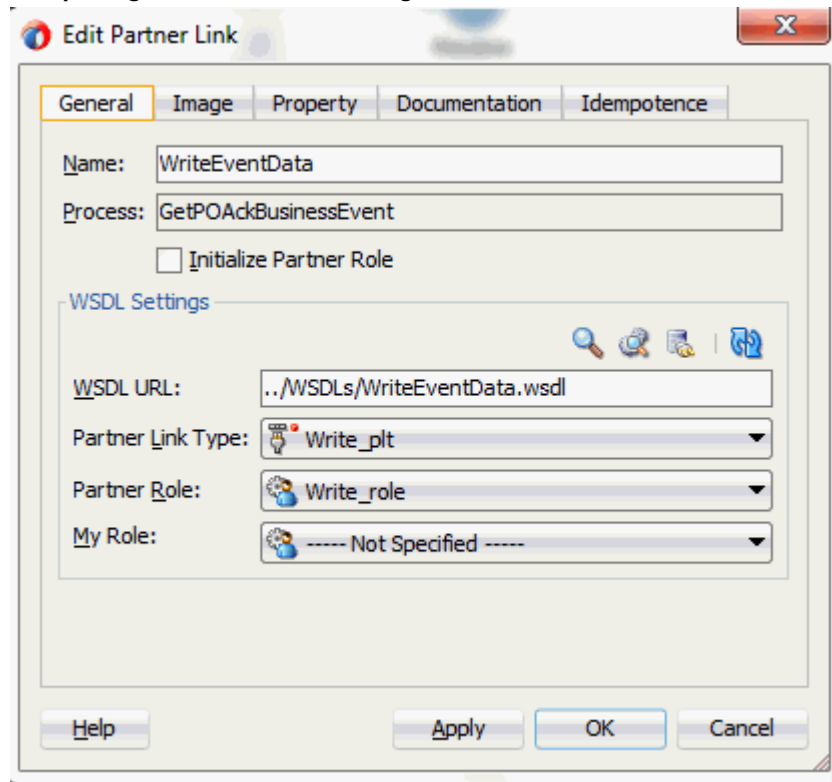 Edit Partner Link
General Image Property Documentation Idempotence
Name: WriteEventData
Process: GetPOAckBusinessEvent
Initialize Partner Role
WSDL Settings
WSDL URL: ../WSDLs/WriteEventData.wsdl
Partner Link Type: Write_plt
Partner Role: Write_role
My Role: ----- Not Specified -----
Help Apply OK Cancel